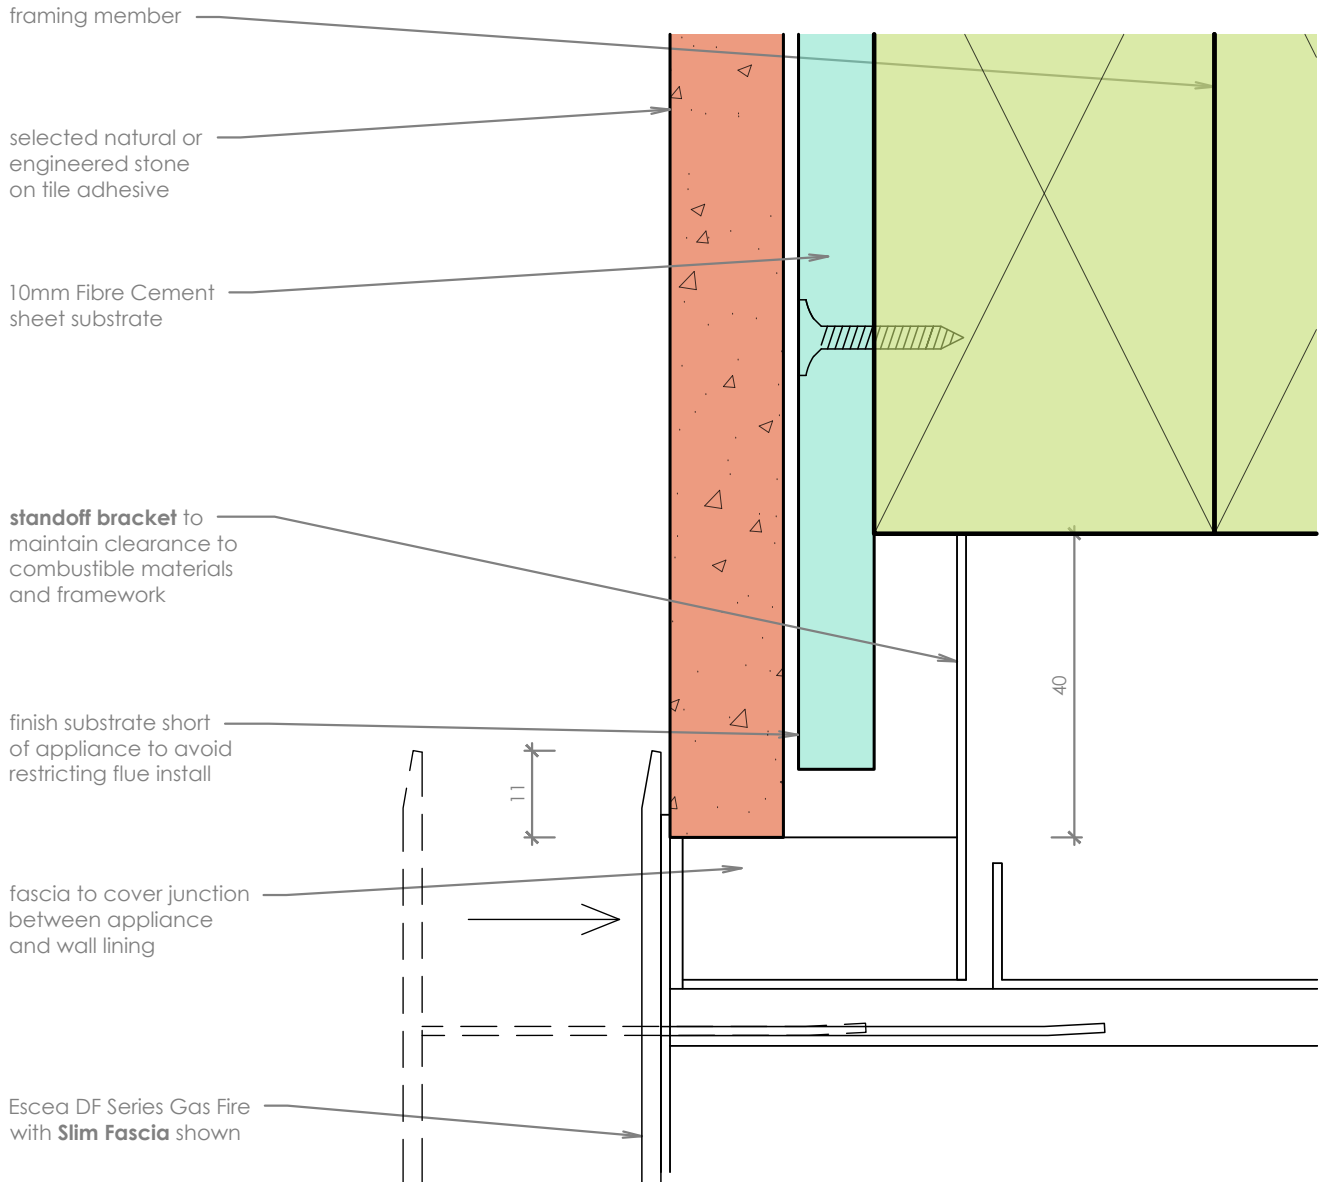 framing member
selected natural or
engineered stone
on tile adhesive
10mm Fibre Cement
sheet substrate
standoff bracket to
maintain clearance to
combustible materials
and framework
40
finish substrate short
of appliance to avoid
restricting flue install
11
fascia to cover junction
between appliance
and wall lining
Escea DF Series Gas Fire
with Slim Fascia shown